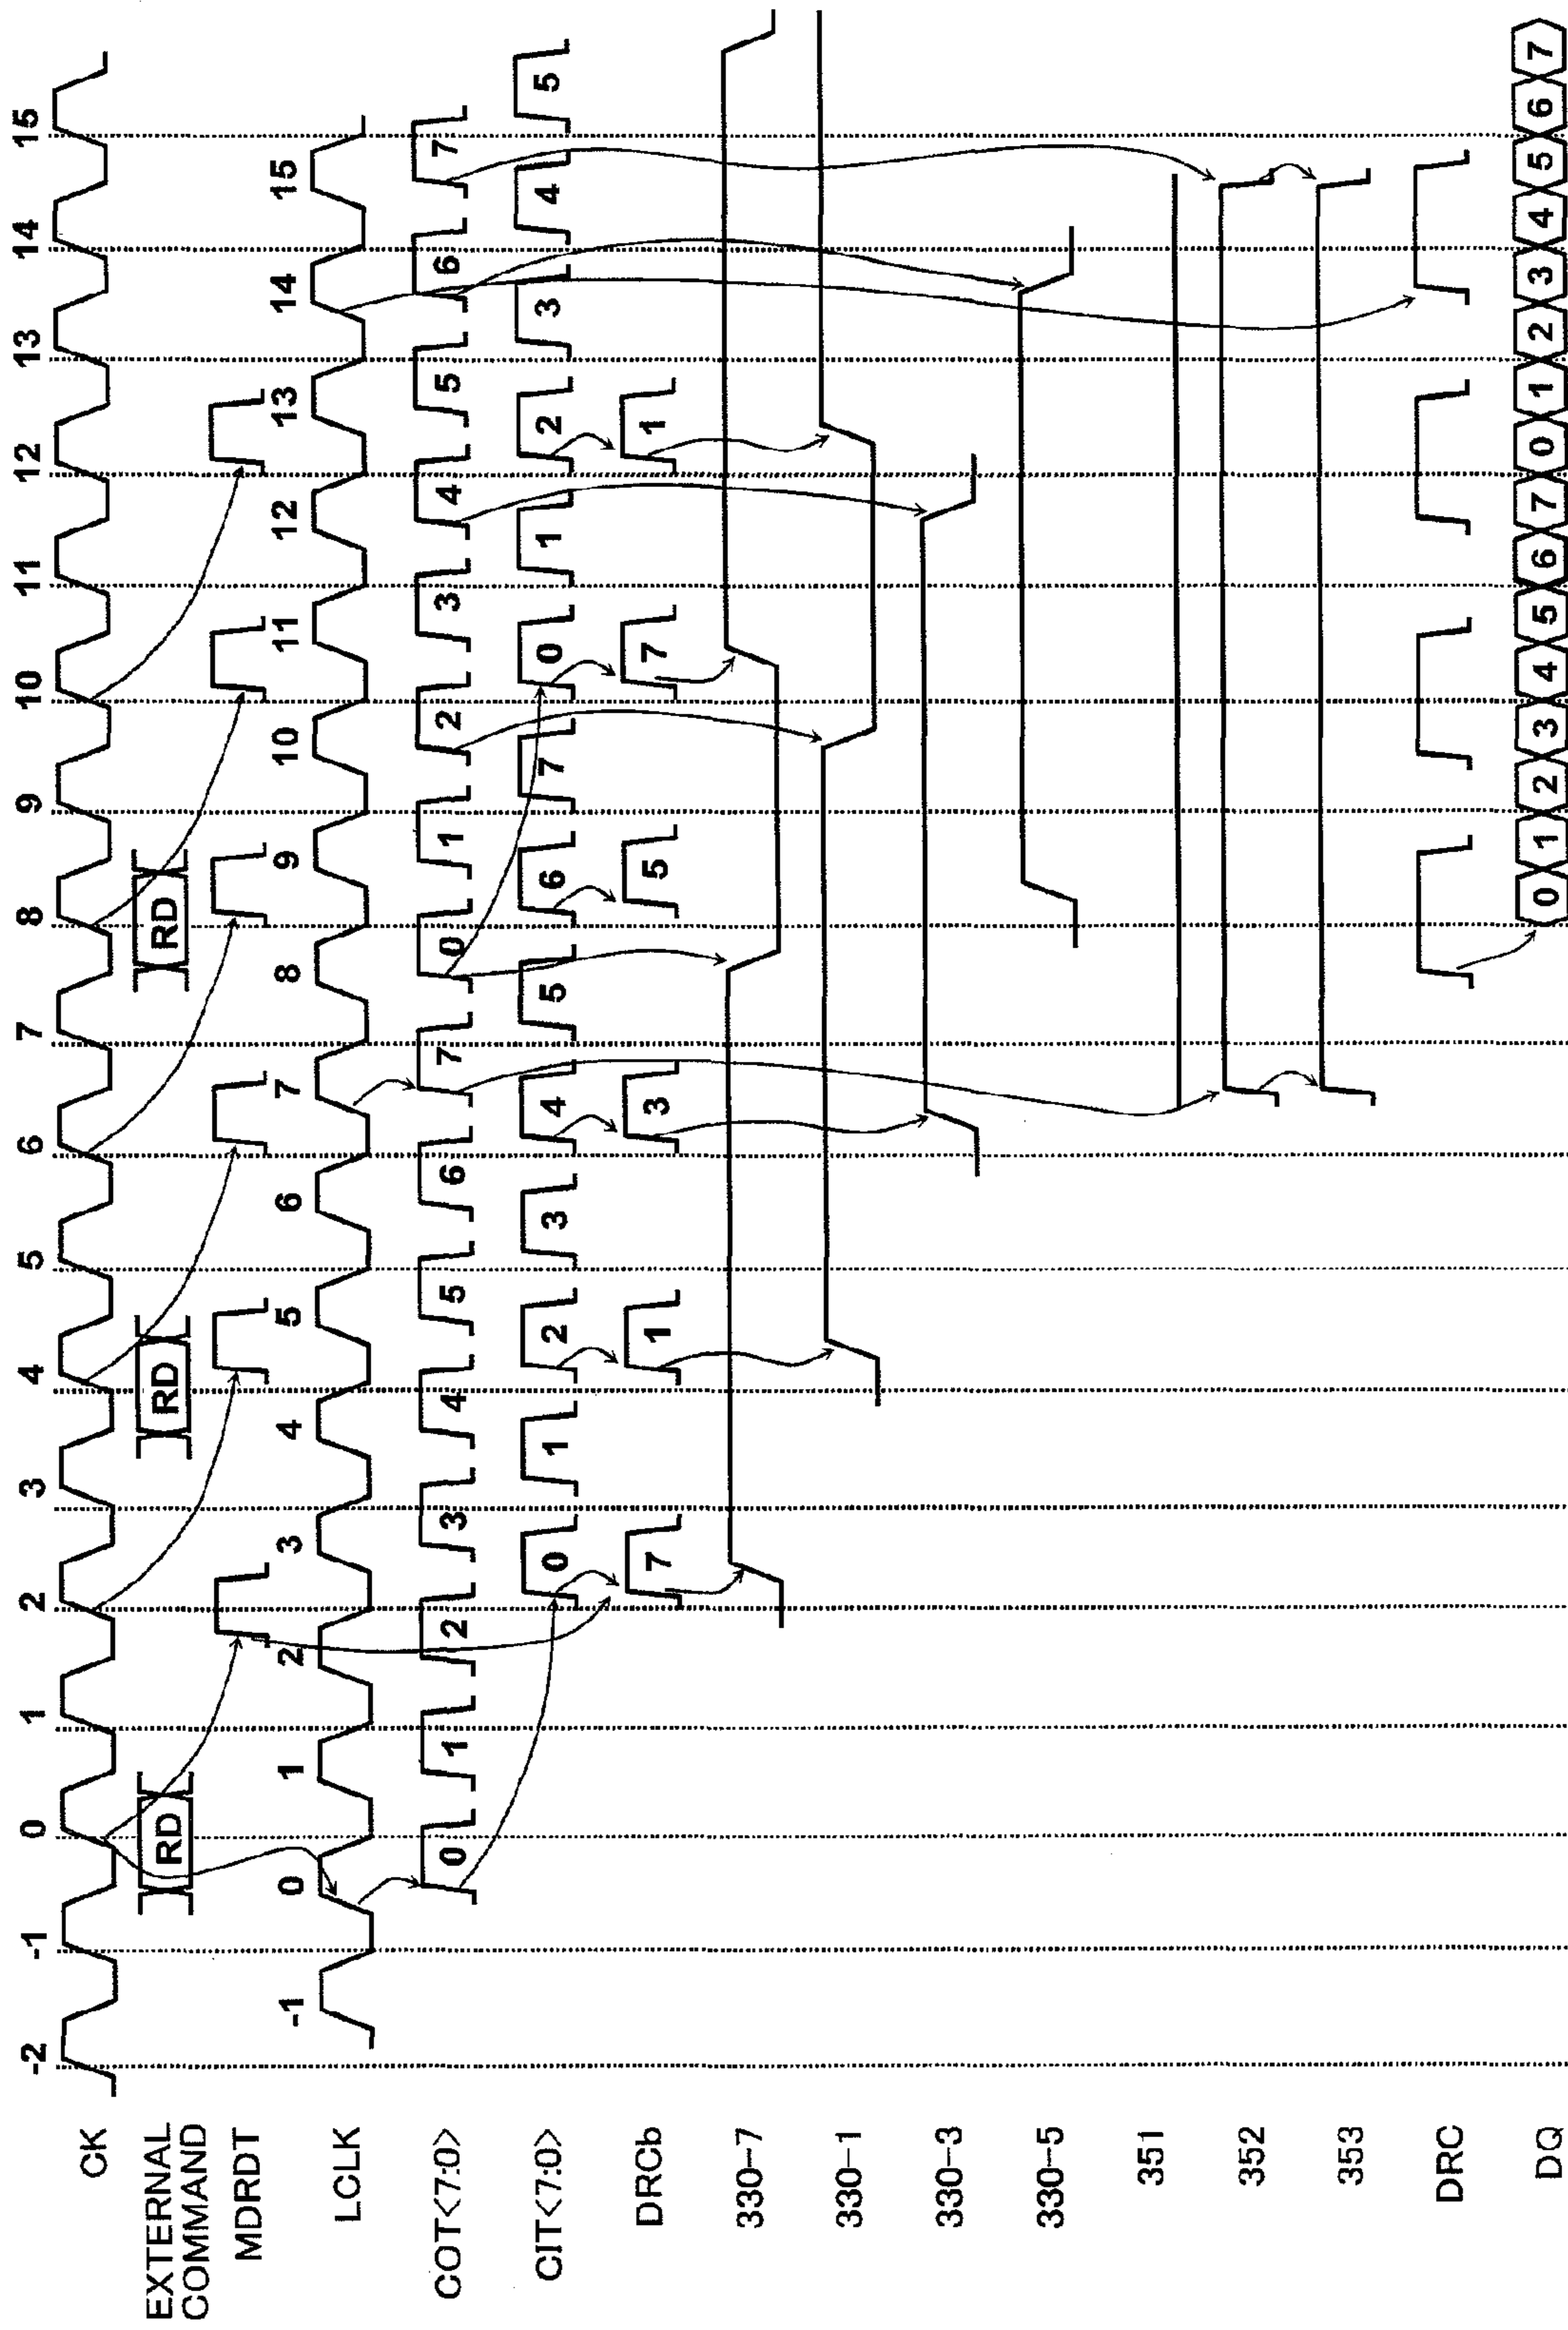 -2 -1 0 1 2 3 4 5 6 7 8 9 10 11 12 13 14 15
CK
EXTERNAL
COMMAND RD RD RD
MDRDT
-1 0 1 2 3 4 5 6 7 8 9 10 11 12 13 14 15
LCLK
COT<7:0> 0 1 2 3 4 5 6 7 0 1 2 3 4 5 6 7
CIT<7:0> 0 1 2 3 4 5 6 7 0 1 2 3 4 5
DRCb 7 1 3 5 7 1
330-7
330-1
330-3
330-5
351
352
353
DRC
DQ 0 1 2 3 4 5 6 7 0 1 2 3 4 5 6 7